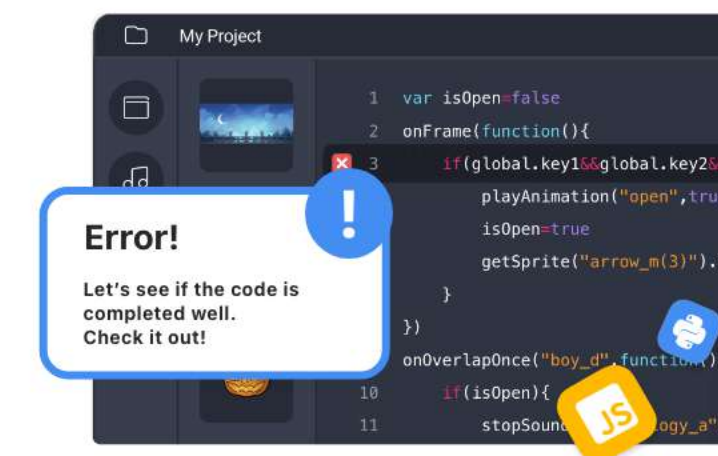 My Project
1 var isOpen=false
2 onFrame(function(){
3 if(global.key1&&global.key2&
playAnimation("open",tru
isOpen=true
getSprite("arrow_m(3)").
}
})
onOverlapOnce("boy_d",function()
10 if(isOpen){
11 stopSoun ogy_a"
Error!
Let's see if the code is
completed well.
Check it out!
!
JS